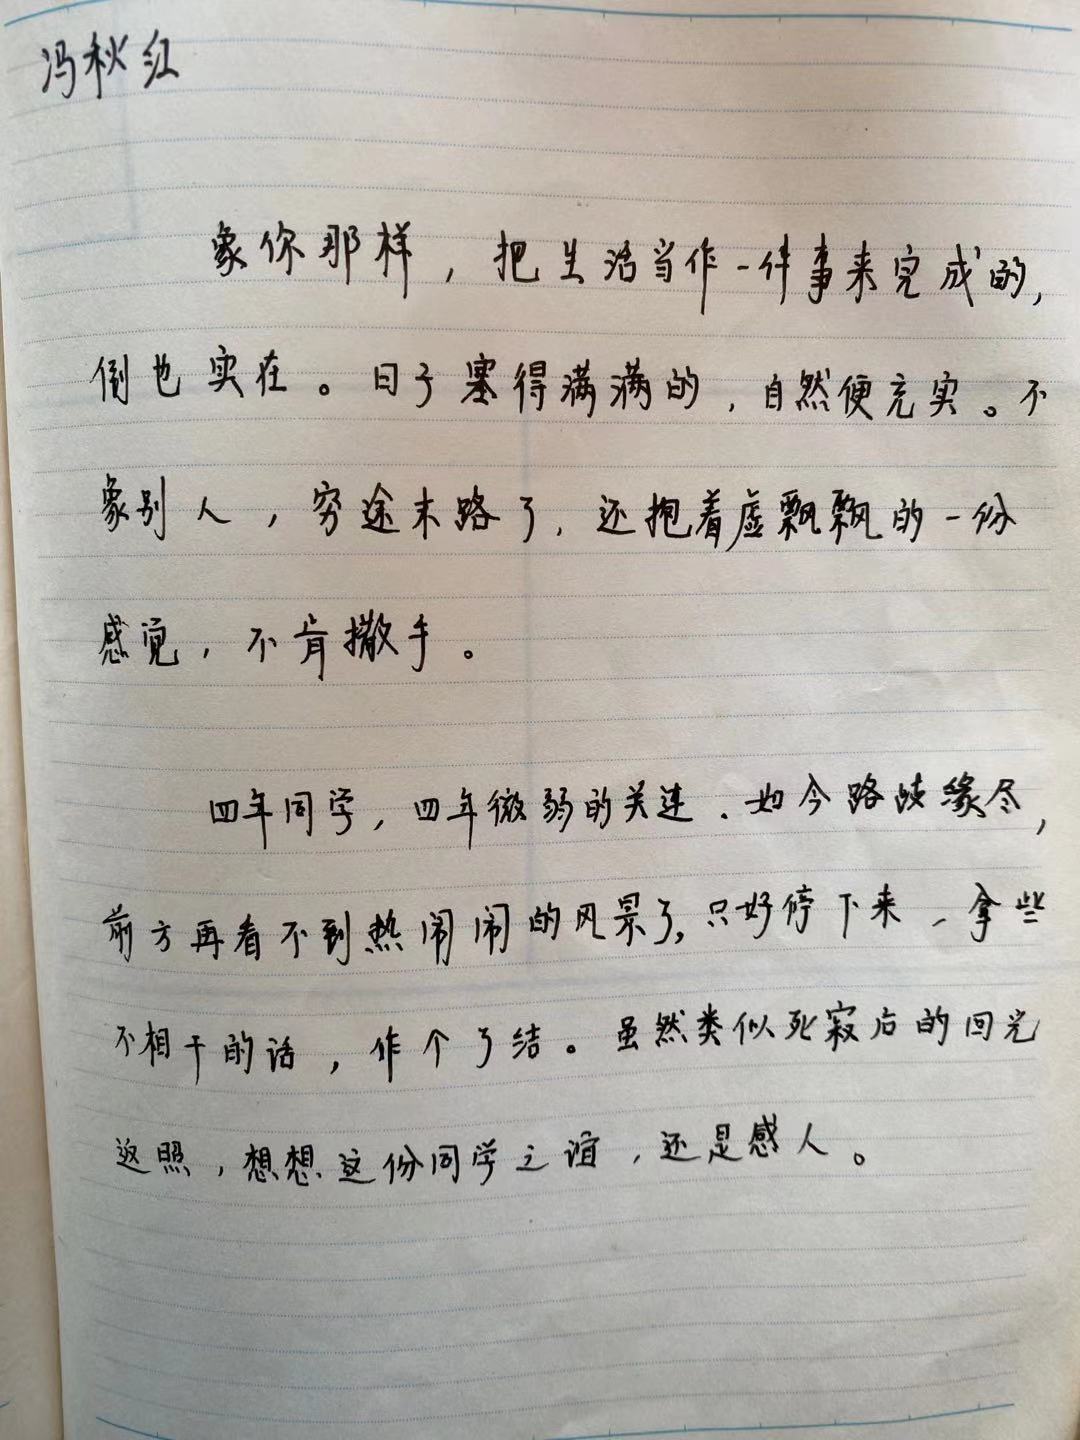 冯秋红
象你那样，把生活当作一件事来完成的，
倒也实在。日子塞得满满的，自然便充实。不
象别人，穷途末路了，还抱着虚飘飘的一份
感觉，不肯撒手。
四年同学，四年微弱的关连。如今路歧缘尽，
前方再看不到热闹闹的风景了，只好停下来，拿些
不相干的话，作个了结。虽然类似死寂后的回光
返照，想想这份同学之谊，还是感人。